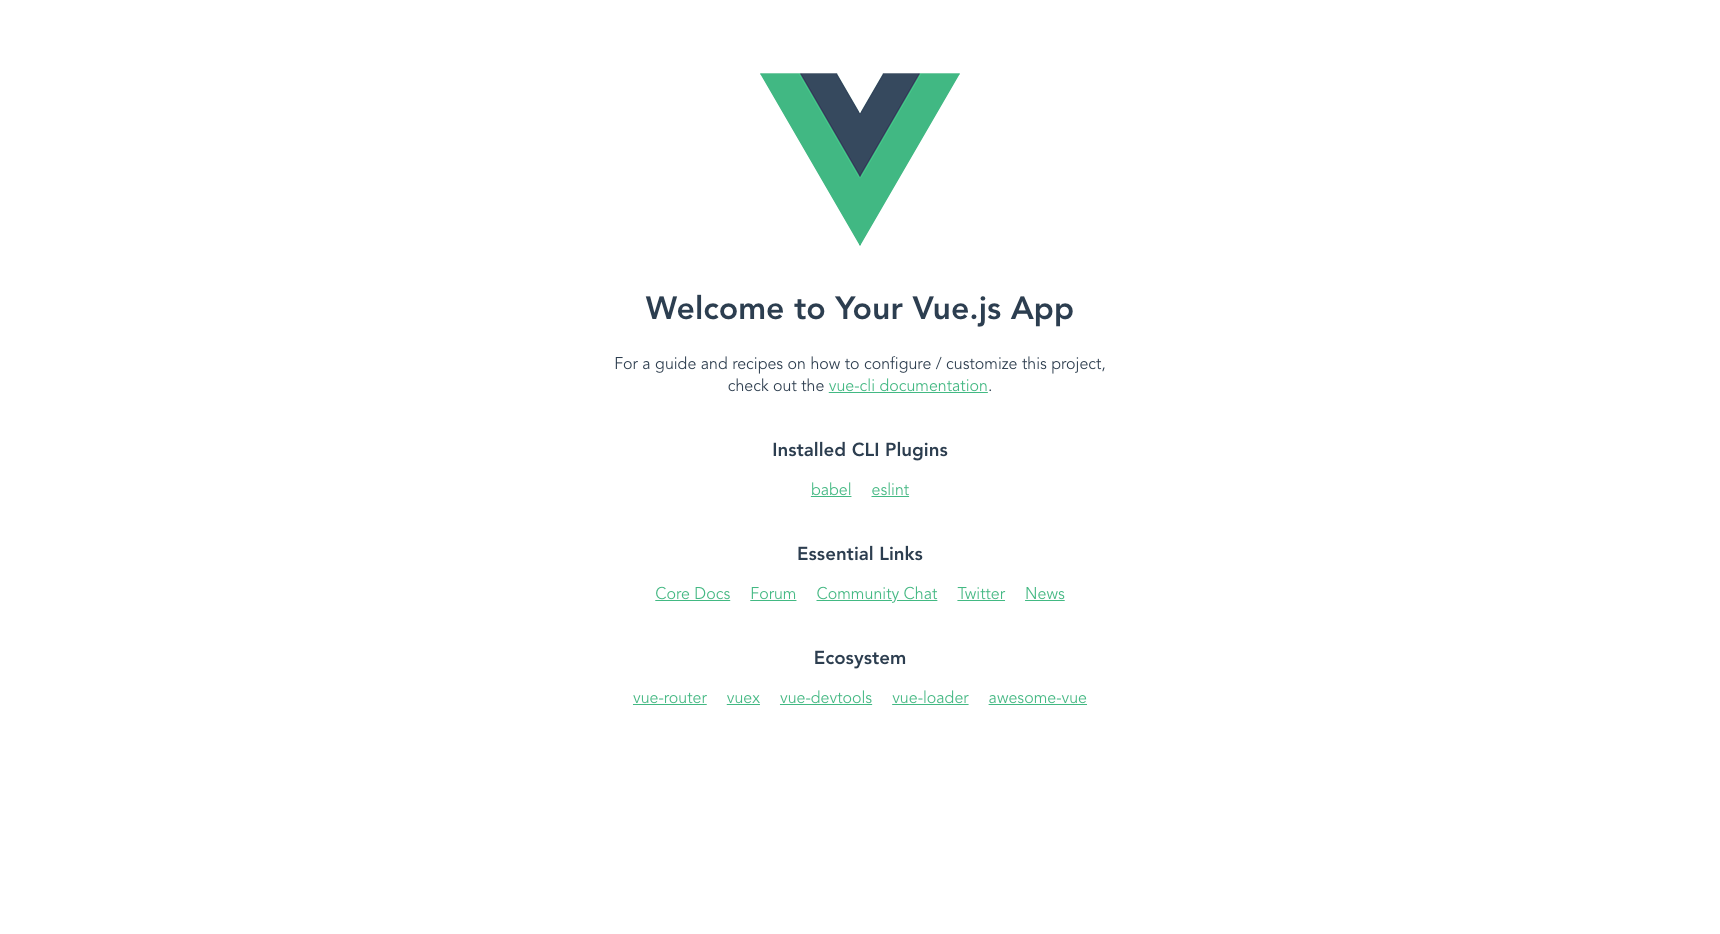 Welcome to Your Vue.js App
For a guide and recipes on how to configure / customize this project,
check out the vue-cli documentation.
Installed CLI Plugins
babel eslint
Essential Links
Core Docs Forum Community Chat Twitter News
Ecosystem
vue-router vuex vue-devtools vue-loader awesome-vue